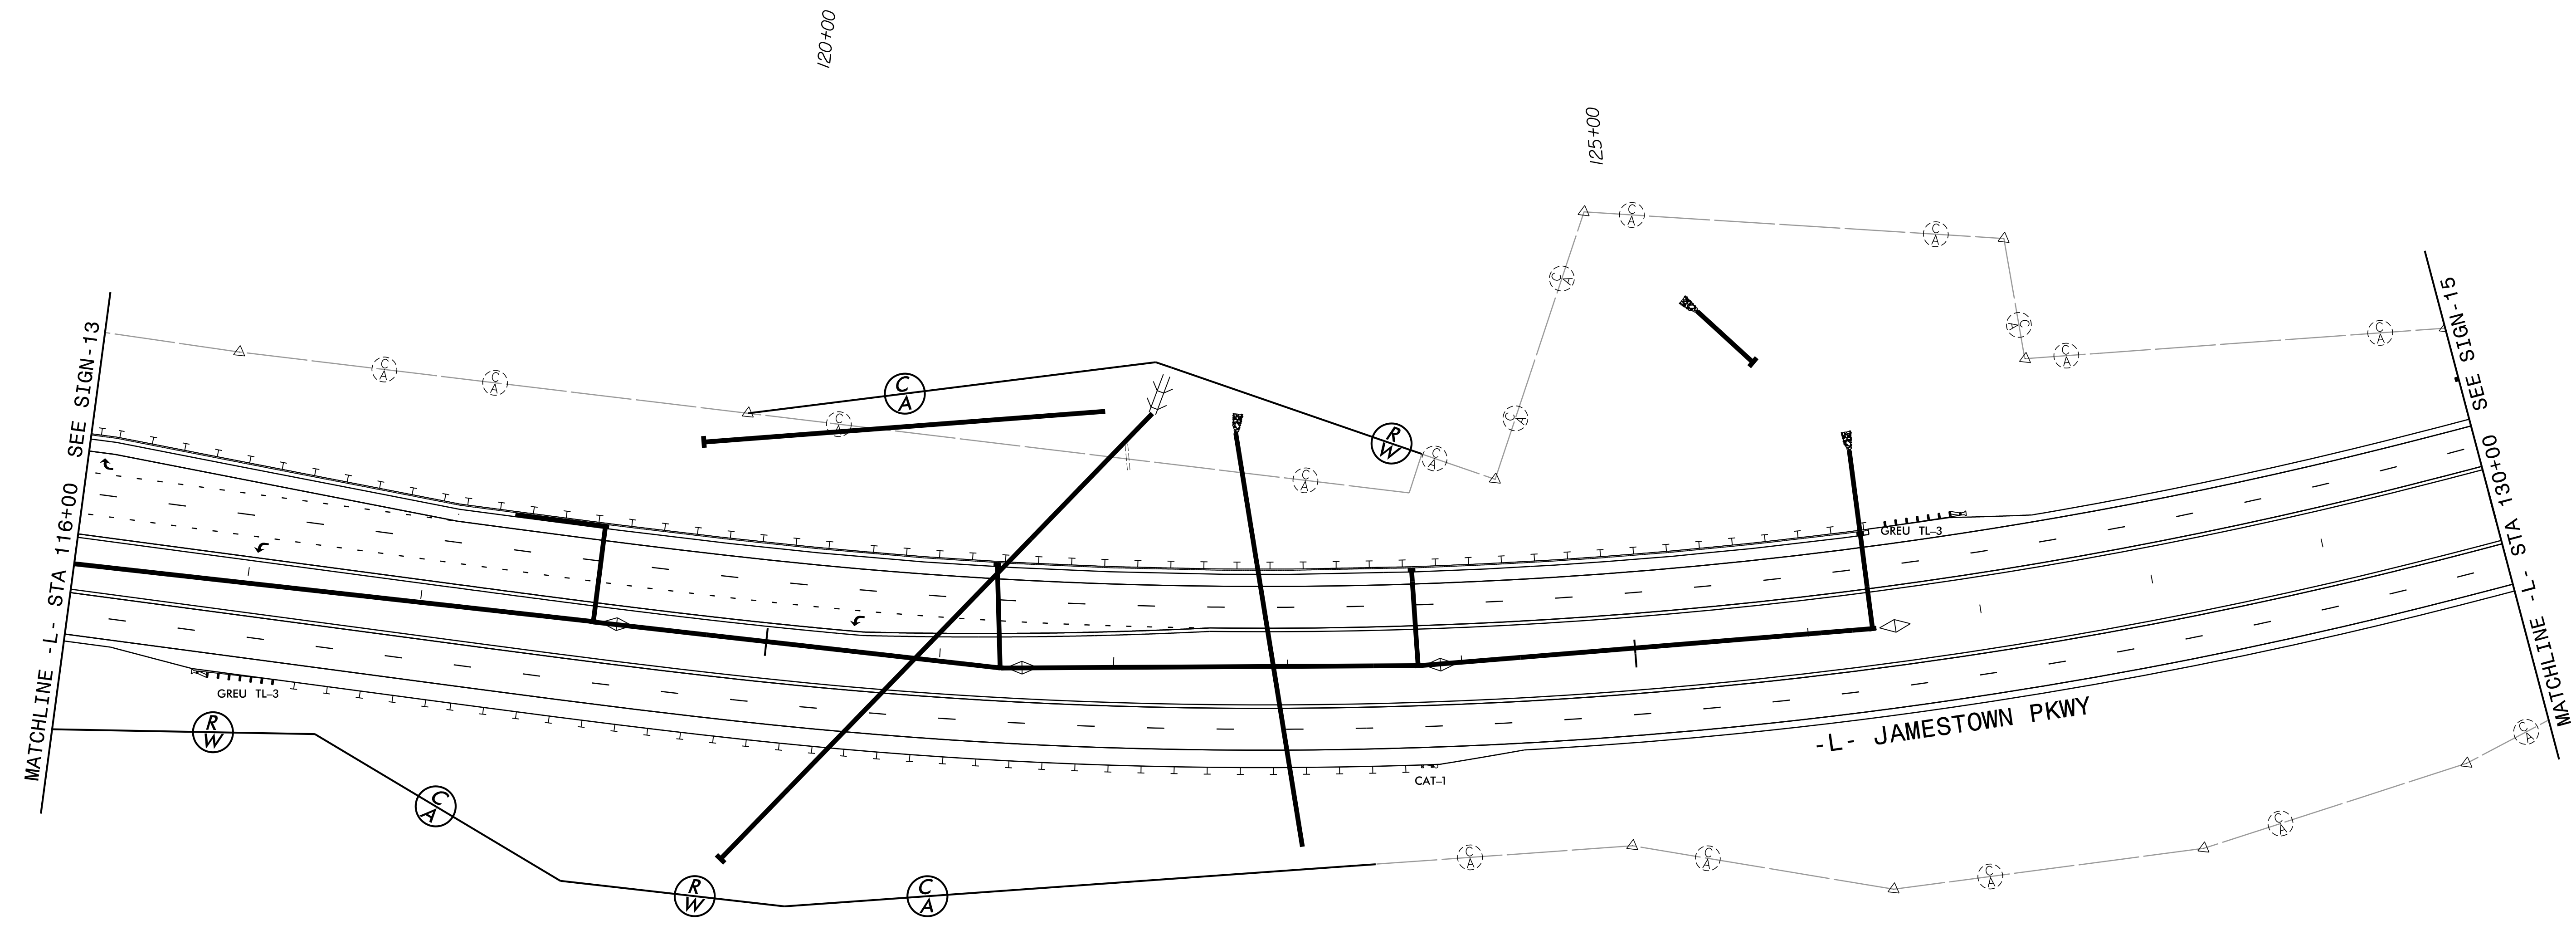 120+00
125+00
C A
C A
C A
C A
C A
C A
C A
C A
C A
C A
C A
R W
C A
C A
C A
MATCHLINE -L- STA 116+00 SEE SIGN-13
MATCHLINE -L- STA 130+00 SEE SIGN-15
GREU TL-3
GREU TL-3
R W
-L- JAMESTOWN PKWY
CAT-1
C A
C A
R W
C A
C A
C A
C A
C A